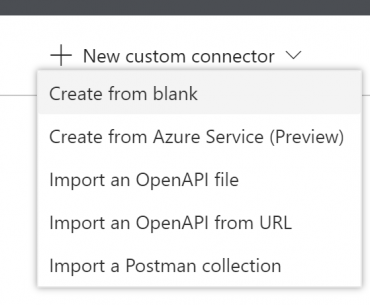 New custom connector
Create from blank
Create from Azure Service (Preview)
Import an OpenAPI file
Import an OpenAPI from URL
Import a Postman collection